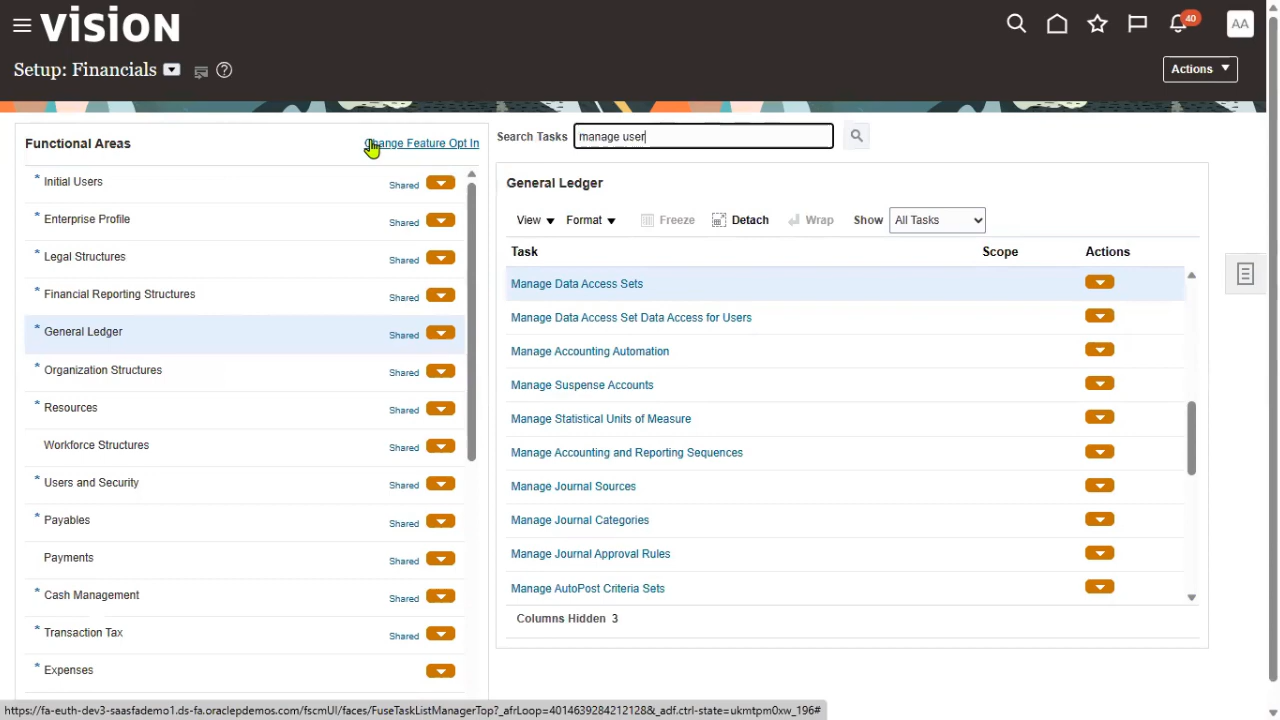 vision
40
AA
Setup: Financials
Actions
Functional Areas
Change Feature Opt In
* Initial Users Shared
* Enterprise Profile Shared
* Legal Structures Shared
* Financial Reporting Structures Shared
* General Ledger Shared
* Organization Structures Shared
* Resources Shared
Workforce Structures Shared
* Users and Security Shared
* Payables Shared
Payments Shared
* Cash Management Shared
* Transaction Tax Shared
* Expenses
Search Tasks manage user
General Ledger
View Format Freeze Detach Wrap Show All Tasks
Task Scope Actions
Manage Data Access Sets
Manage Data Access Set Data Access for Users
Manage Accounting Automation
Manage Suspense Accounts
Manage Statistical Units of Measure
Manage Accounting and Reporting Sequences
Manage Journal Sources
Manage Journal Categories
Manage Journal Approval Rules
Manage AutoPost Criteria Sets
Columns Hidden 3
https://fa-euth-dev3-saasfademo1.ds-fa.oraclepdemos.com/fscmUI/faces/FuseTaskListManagerTop?_afrLoop=4014639284212128&_adf.ctrl-state=ukmtpm0xw_196#